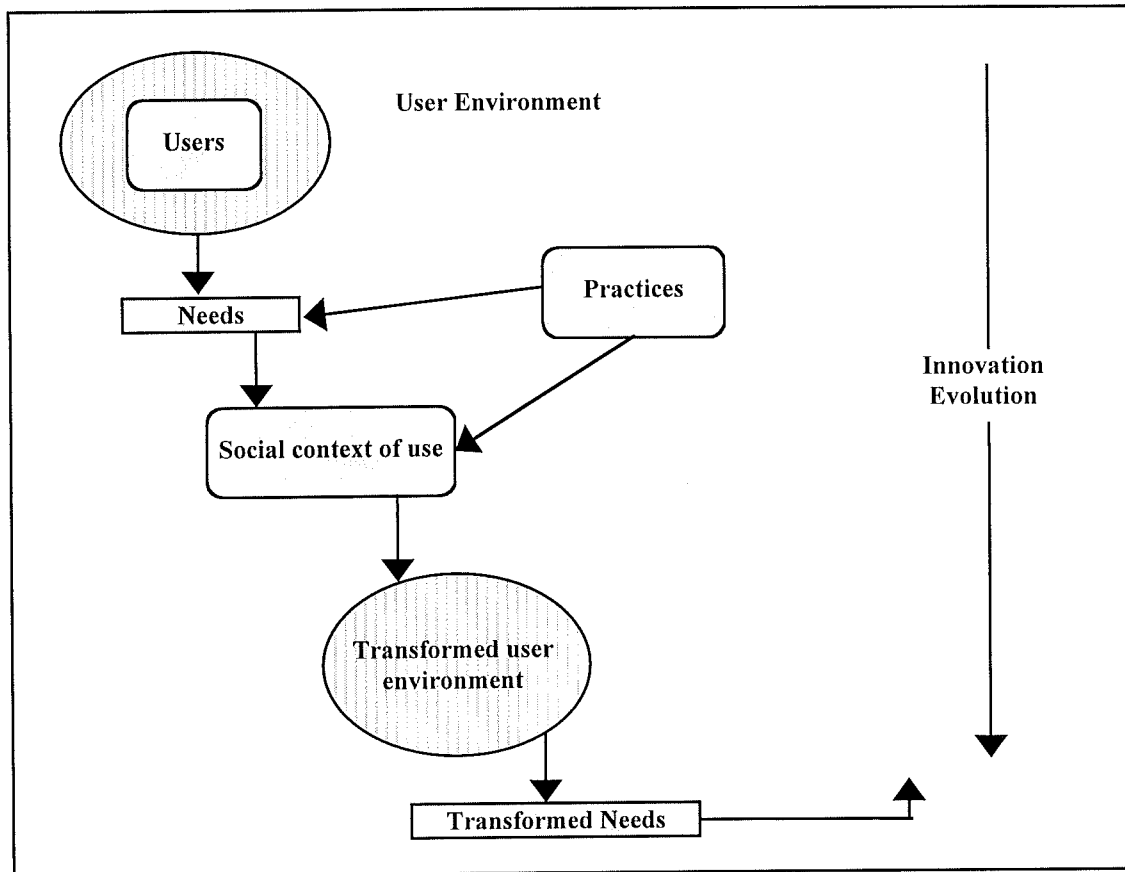 User Environment
Users
Practices
Needs
Innovation
Evolution
Social context of use
Transformed user
environment
Transformed Needs